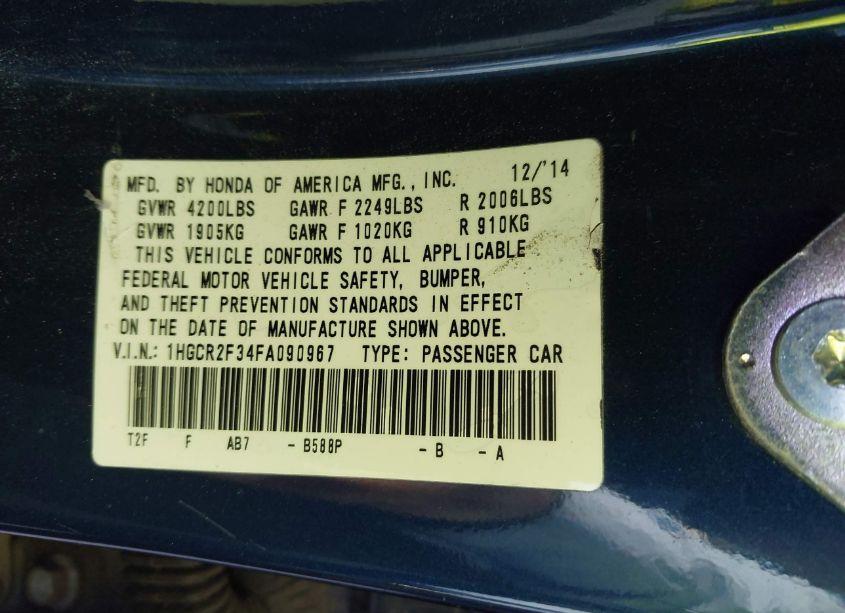 MFD. BY HONDA OF AMERICA MFG., INC. 12/'14
GVWR 4200LBS GAWR F 2249LBS R 2006LBS
GVWR 1905KG GAWR F 1020KG R 910KG
THIS VEHICLE CONFORMS TO ALL APPLICABLE
FEDERAL MOTOR VEHICLE SAFETY, BUMPER,
AND THEFT PREVENTION STANDARDS IN EFFECT
ON THE DATE OF MANUFACTURE SHOWN ABOVE.
V.I.N.: 1HGCR2F34FA090967 TYPE: PASSENGER CAR
T2F F AB7 - B588P - B - A